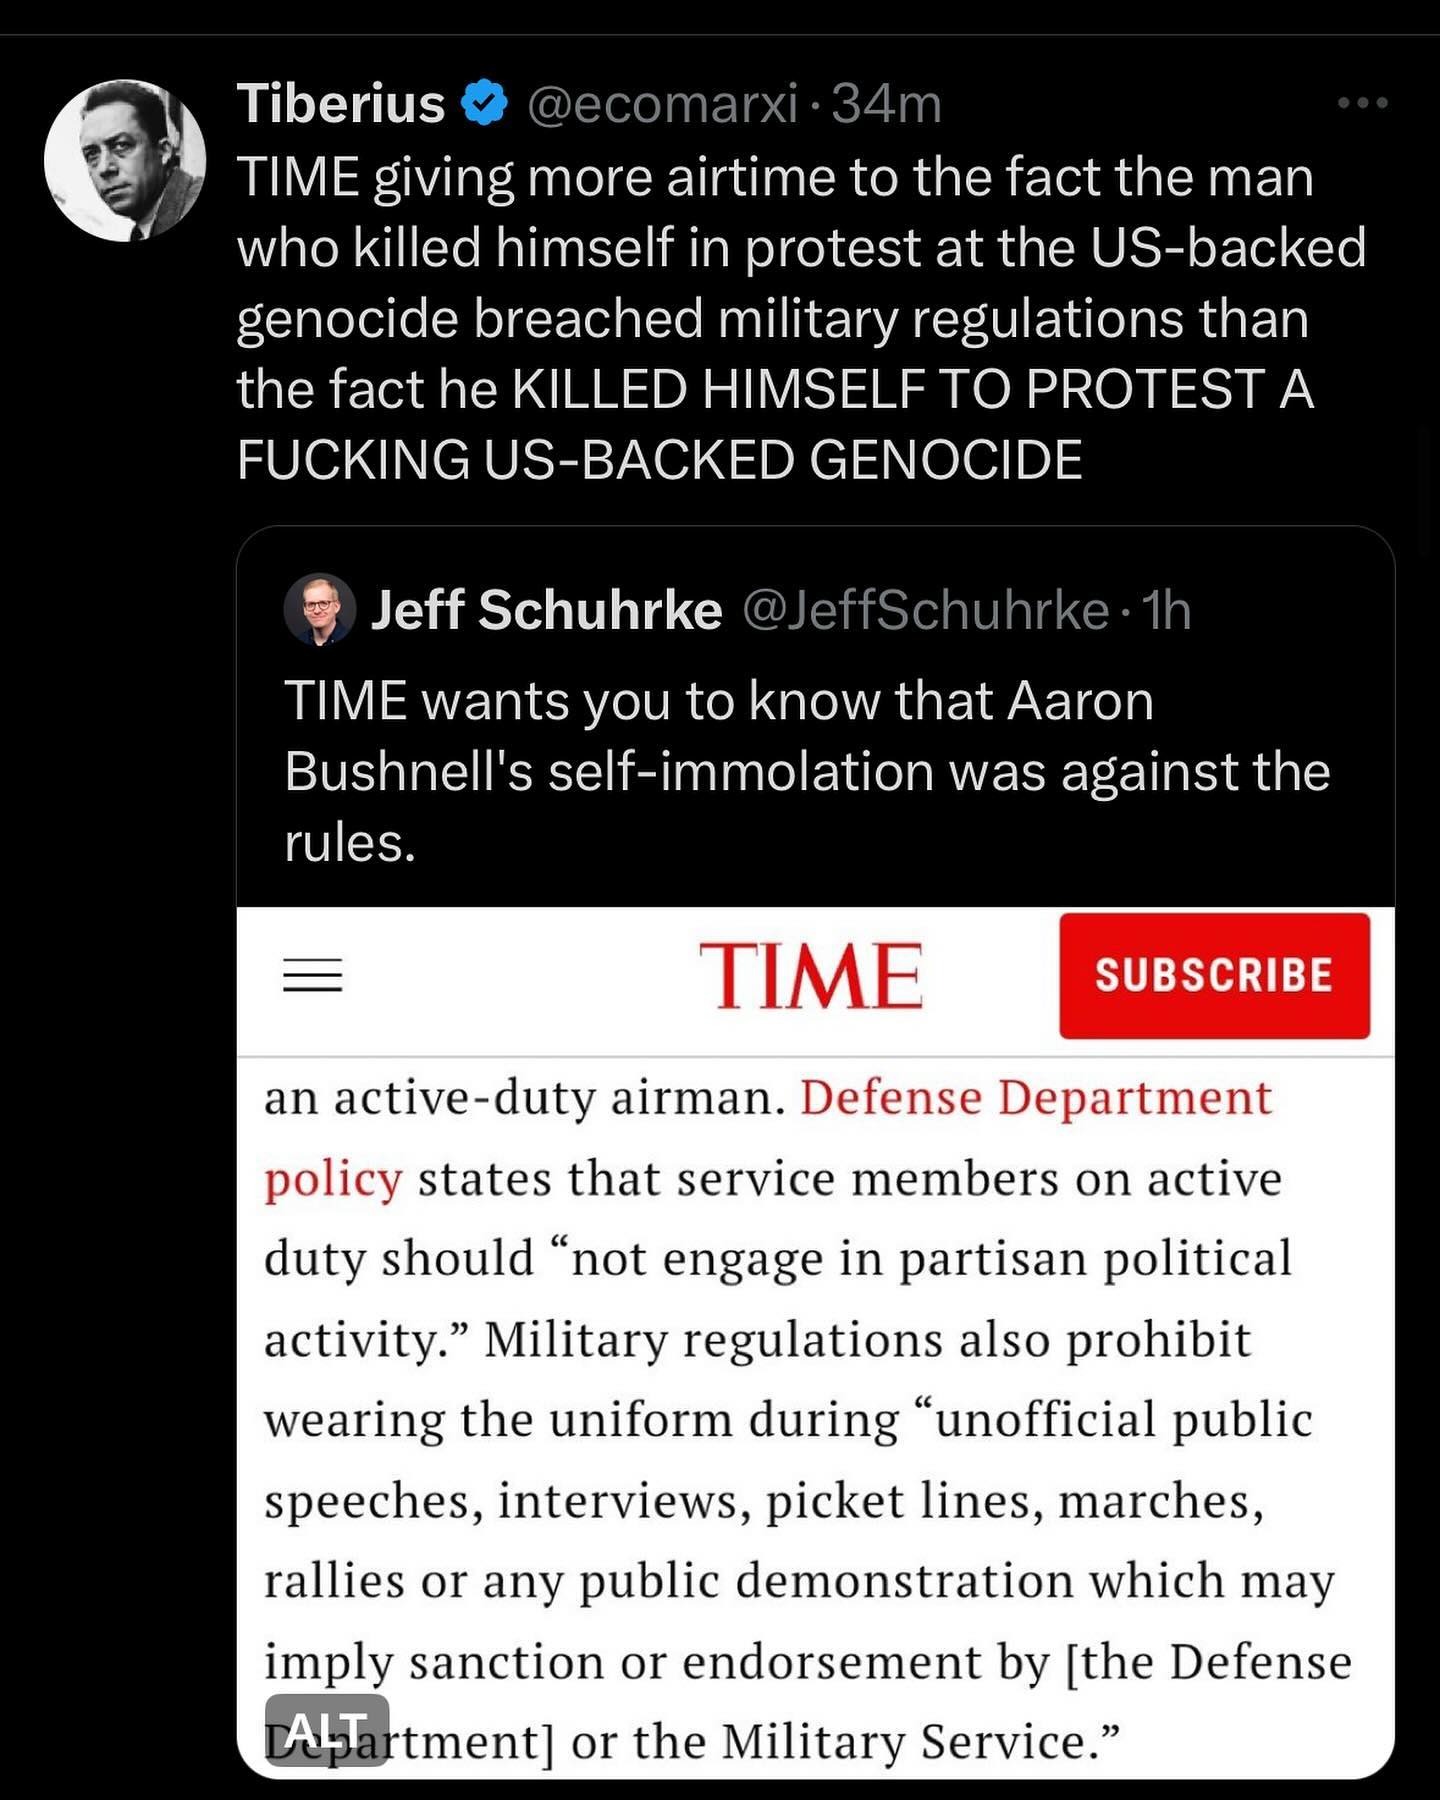 Tiberius @ecomarxi · 34m
TIME giving more airtime to the fact the man
who killed himself in protest at the US-backed
genocide breached military regulations than
the fact he KILLED HIMSELF TO PROTEST A
FUCKING US-BACKED GENOCIDE
Jeff Schuhrke @JeffSchuhrke · 1h
TIME wants you to know that Aaron
Bushnell's self-immolation was against the
rules.
TIME SUBSCRIBE
an active-duty airman. Defense Department
policy states that service members on active
duty should “not engage in partisan political
activity.” Military regulations also prohibit
wearing the uniform during “unofficial public
speeches, interviews, picket lines, marches,
rallies or any public demonstration which may
imply sanction or endorsement by [the Defense
Department] or the Military Service.”
ALT